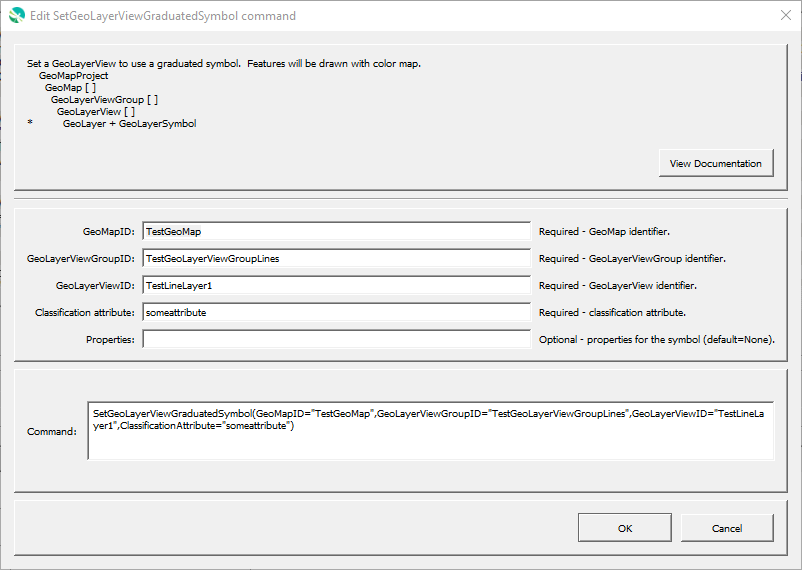 Edit SetGeoLayerViewGraduatedSymbol command
Set a GeoLayerView to use a graduated symbol.  Features will be drawn with color map.
GeoMapProject
GeoMap [ ]
GeoLayerViewGroup [ ]
GeoLayerView [ ]
* GeoLayer + GeoLayerSymbol
View Documentation
GeoMapID: TestGeoMap Required - GeoMap identifier.
GeoLayerViewGroupID: TestGeoLayerViewGroupLines Required - GeoLayerViewGroup identifier.
GeoLayerViewID: TestLineLayer1 Required - GeoLayerView identifier.
Classification attribute: someattribute Required - classification attribute.
Properties: Optional - properties for the symbol (default=None).
SetGeoLayerViewGraduatedSymbol(GeoMapID="TestGeoMap",GeoLayerViewGroupID="TestGeoLayerViewGroupLines",GeoLayerViewID="TestLineLa
yer1",ClassificationAttribute="someattribute")
Command:
OK Cancel